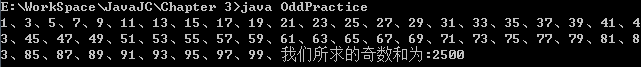 E:\WorkSpace\JavaJC\Chapter 3>java OddPractice
1、3、5、7、9、11、13、15、17、19、21、23、25、27、29、31、33、35、37、39、41、4
3、45、47、49、51、53、55、57、59、61、63、65、67、69、71、73、75、77、79、81、8
3、85、87、89、91、93、95、97、99、我们所求的奇数和为:2500